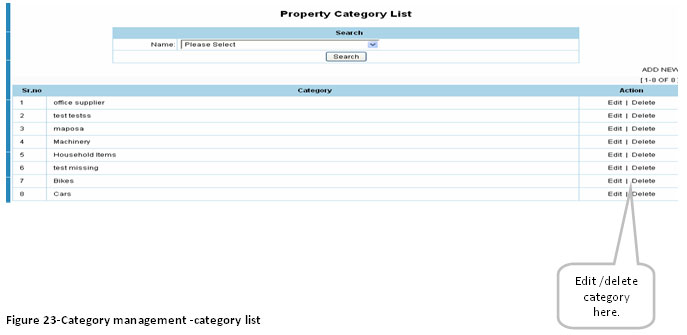 Property Category List
Search
Name: Please Select
Search
ADD NEW
[ 1-8 OF 8 ]
Sr.no Category Action
1 office supplier Edit | Delete
2 test testss Edit | Delete
3 maposa Edit | Delete
4 Machinery Edit | Delete
5 Household Items Edit | Delete
6 test missing Edit | Delete
7 Bikes Edit | Delete
8 Cars Edit | Delete
Edit /delete
category
here.
Figure 23-Category management -category list